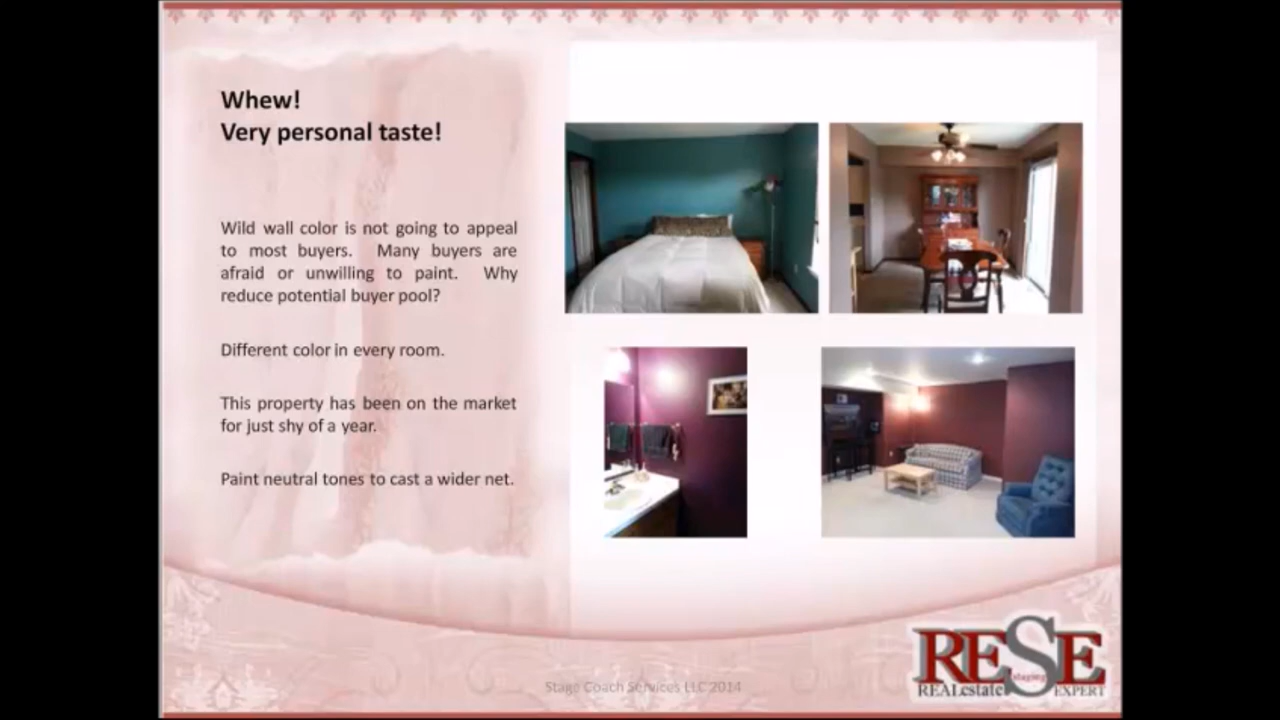 Whew!
Very personal taste!
Wild wall color is not going to appeal
to most buyers. Many buyers are
afraid or unwilling to paint. Why
reduce potential buyer pool?
Different color in every room.
This property has been on the market
for just shy of a year.
Paint neutral tones to cast a wider net.
Stage Coach Services LLC 2014
RESE
REALestate staging EXPERT